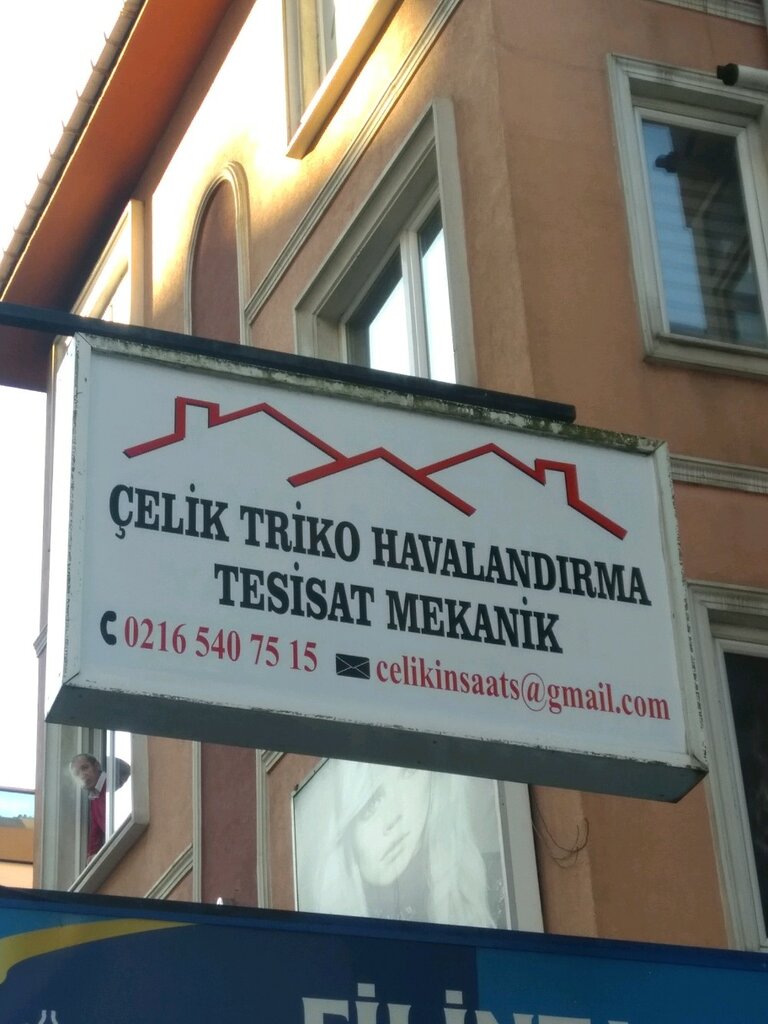 ÇELİK TRİKO HAVALANDIRMA
TESİSAT MEKANİK
0216 540 75 15 celikinsaats@gmail.com